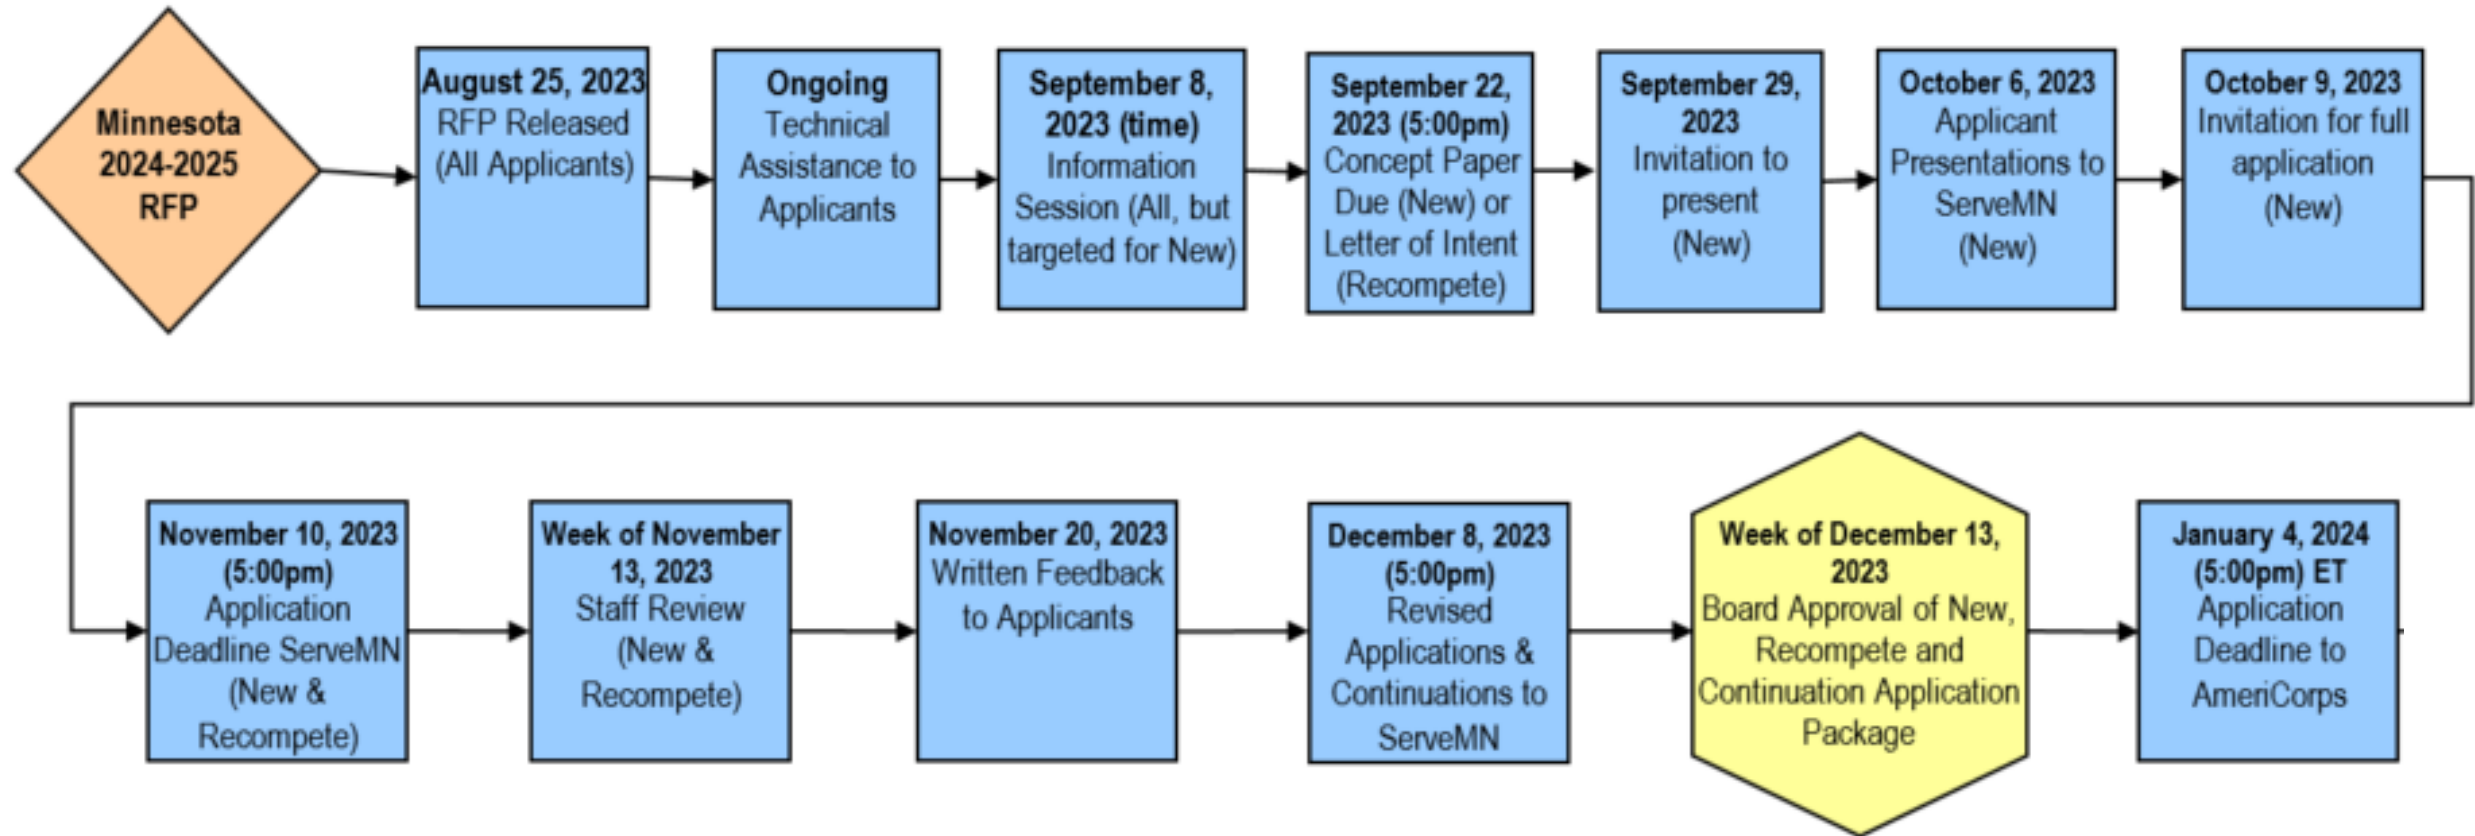 Minnesota
2024-2025
RFP
August 25, 2023
RFP Released
(All Applicants)
Ongoing
Technical
Assistance to
Applicants
September 8,
2023 (time)
Information
Session (All, but
targeted for New)
September 22,
2023 (5:00pm)
Concept Paper
Due (New) or
Letter of Intent
(Recompete)
September 29,
2023
Invitation to
present
(New)
October 6, 2023
Applicant
Presentations to
ServeMN
(New)
October 9, 2023
Invitation for full
application
(New)
November 10, 2023
(5:00pm)
Application
Deadline ServeMN
(New &
Recompete)
Week of November
13, 2023
Staff Review
(New &
Recompete)
November 20, 2023
Written Feedback
to Applicants
December 8, 2023
(5:00pm)
Revised
Applications &
Continuations to
ServeMN
Week of December 13,
2023
Board Approval of New,
Recompete and
Continuation Application
Package
January 4, 2024
(5:00pm) ET
Application
Deadline to
AmeriCorps